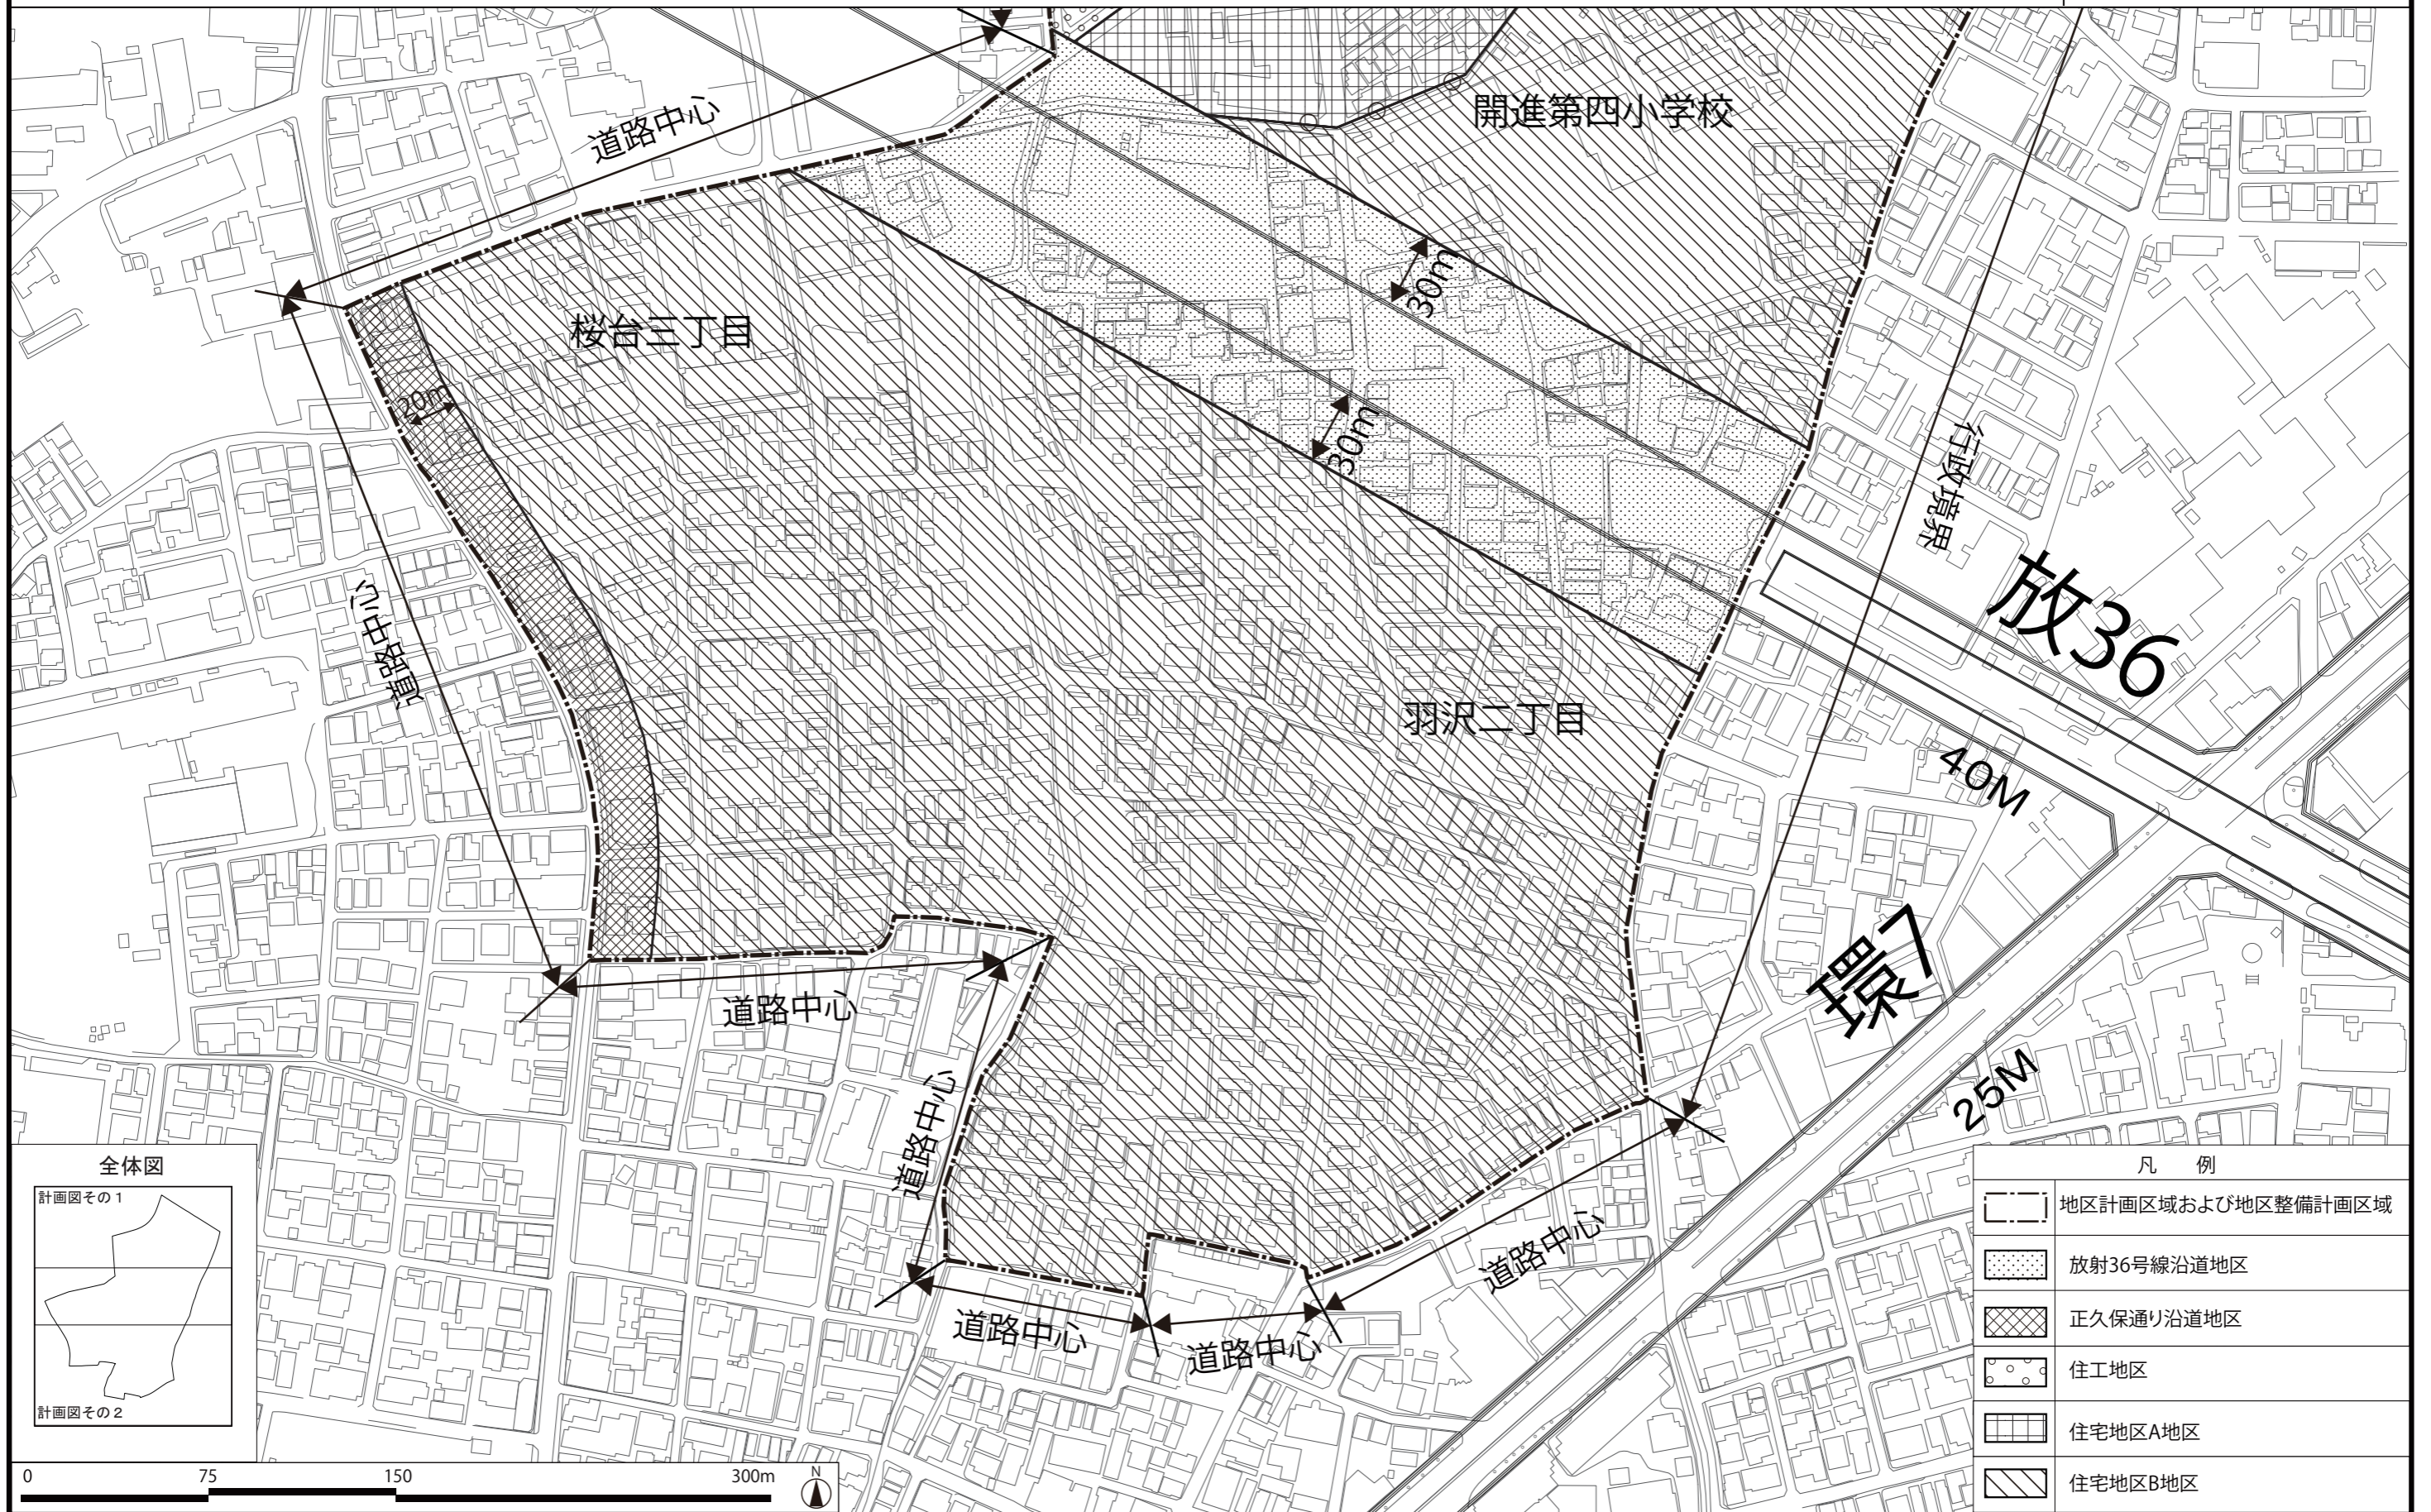 道路中心
開進第四小学校
30m
桜台三丁目
20m
30m
行政境界
放36
道路中心
羽沢二丁目
40M
環7
道路中心
25M
道路中心
道路中心
道路中心
道路中心
全体図
計画図その1
計画図その2
0 75 150 300m
N
凡 例
地区計画区域および地区整備計画区域
放射36号線沿道地区
正久保通り沿道地区
住工地区
住宅地区A地区
住宅地区B地区